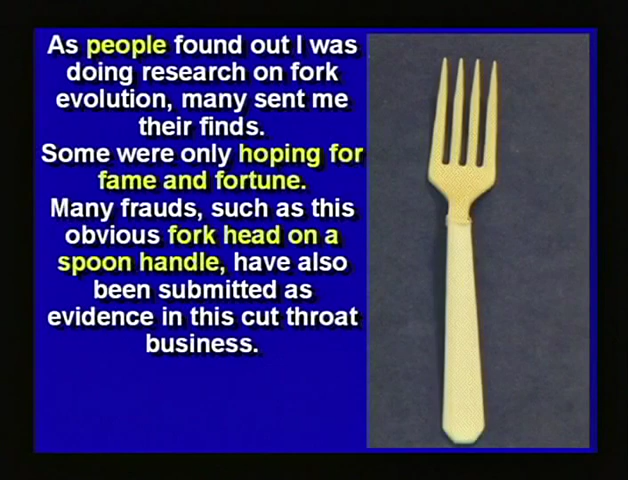 As people found out I was
doing research on fork
evolution, many sent me
their finds.
Some were only hoping for
fame and fortune.
Many frauds, such as this
obvious fork head on a
spoon handle, have also
been submitted as
evidence in this cut throat
business.